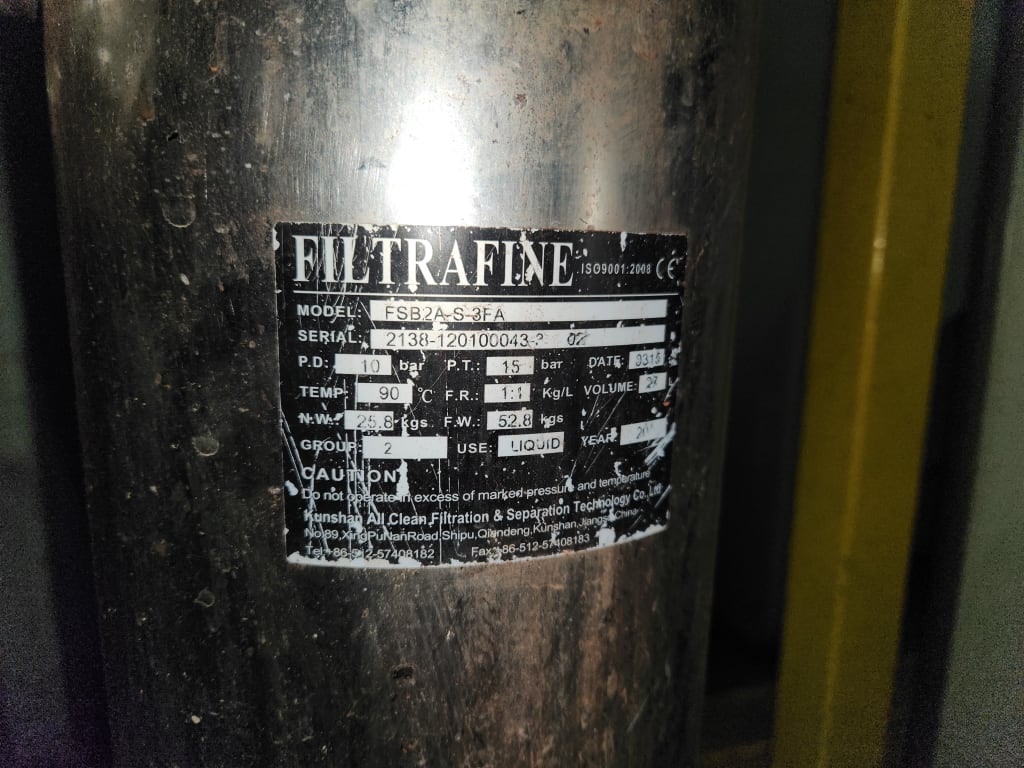 FILTRAFINE ISO9001:2008 CE
MODEL: FSB2A-S-3FA
SERIAL: 2138-120100043-3 02
P.D: 10 bar P.T.: 15 bar DATE:
TEMP: 90 °C F.R.: 1:1 Kg/L VOLUME: 27 L
N.W.: 25.8 kgs F.W.: 52.8 kgs
GROUP: 2 USE: LIQUID YEAR:
CAUTION
Do not operate in excess of marked pressure and temperature
Kunshan All Clean Filtration & Separation Technology Co., Ltd
No.89,XingPuNanRoad,Shipu,Qiandeng,Kunshan,Jiangsu,China
Tel:+86-512-57408182 Fax:+86-512-57408183